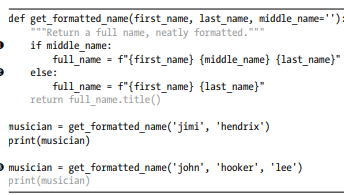 def get_formatted_name(first_name, last_name, middle_name=''):
    """Return a full name, neatly formatted."""
    if middle_name:
        full_name = f"{first_name} {middle_name} {last_name}"
    else:
        full_name = f"{first_name} {last_name}"
    return full_name.title()

musician = get_formatted_name('jimi', 'hendrix')
print(musician)

musician = get_formatted_name('john', 'hooker', 'lee')
print(musician)